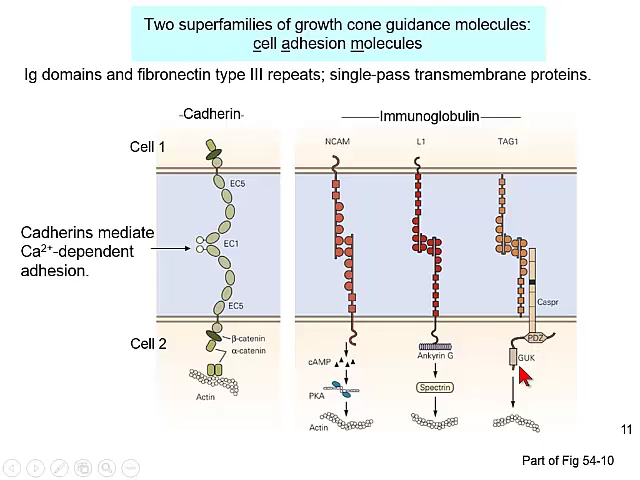 Two superfamilies of growth cone guidance molecules:
cell adhesion molecules
Ig domains and fibronectin type III repeats; single-pass transmembrane proteins.
-Cadherin-
Immunoglobulin
Cell 1
NCAM
L1
TAG1
EC5
Cadherins mediate
Ca2+-dependent
adhesion.
EC1
EC5
Caspr
Cell 2
β-catenin
α-catenin
PDZ
cAMP
Ankyrin G
GUK
PKA
Spectrin
Actin
Actin
11
Part of Fig 54-10